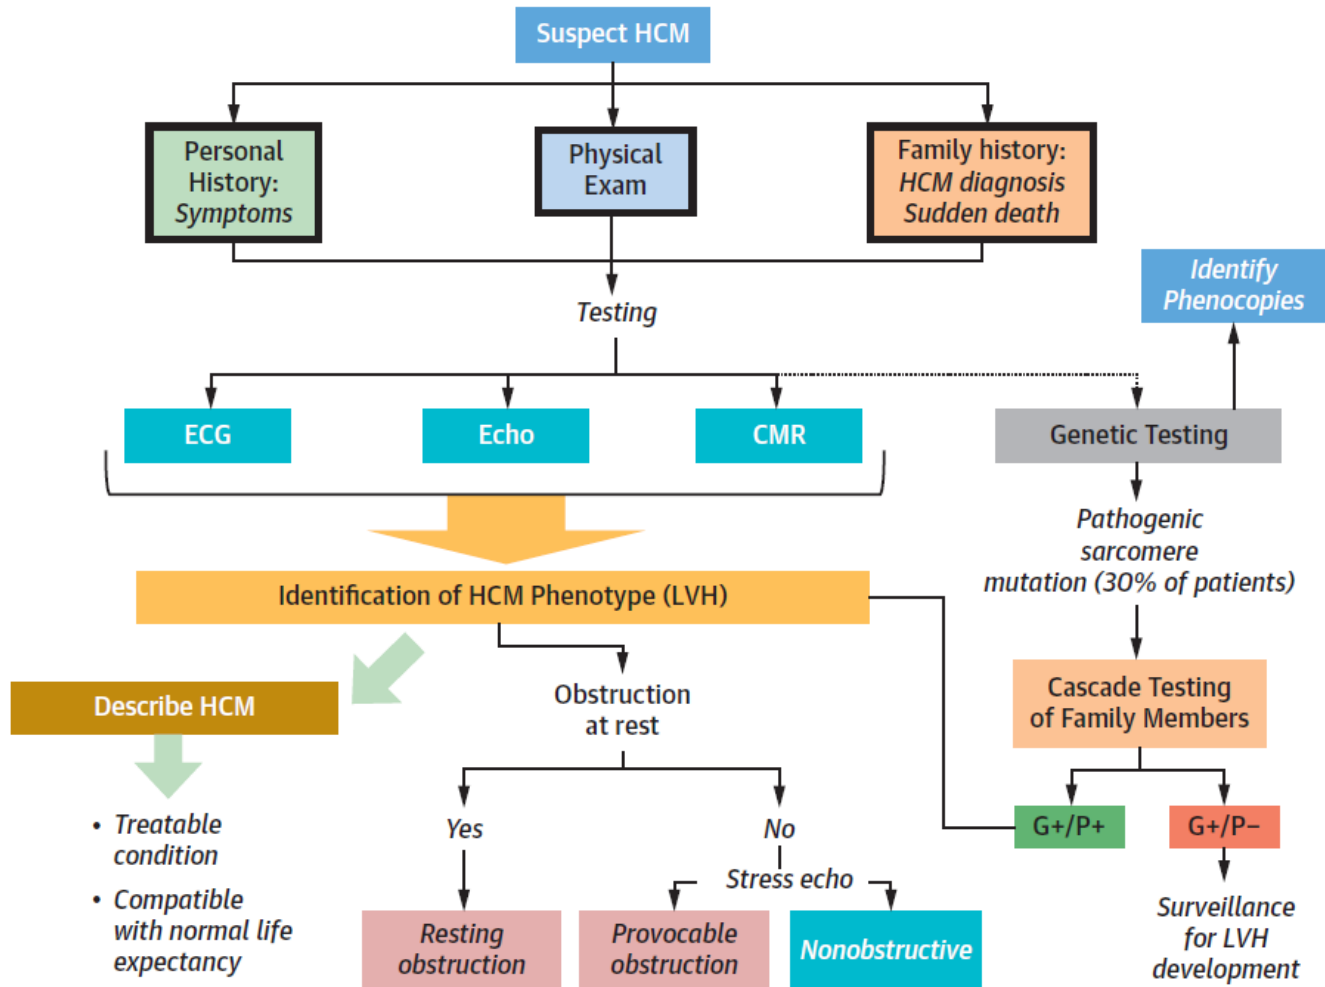 Suspect HCM
Personal
History:
Symptoms
Physical
Exam
Family history:
HCM diagnosis
Sudden death
Testing
Identify
Phenocopies
ECG
Echo
CMR
Genetic Testing
Pathogenic
sarcomere
mutation (30% of patients)
Identification of HCM Phenotype (LVH)
Describe HCM
• Treatable
condition
• Compatible
with normal life
expectancy
Obstruction
at rest
Yes
No
Stress echo
Resting
obstruction
Provocable
obstruction
Nonobstructive
Cascade Testing
of Family Members
G+/P+
G+/P−
Surveillance
for LVH
development